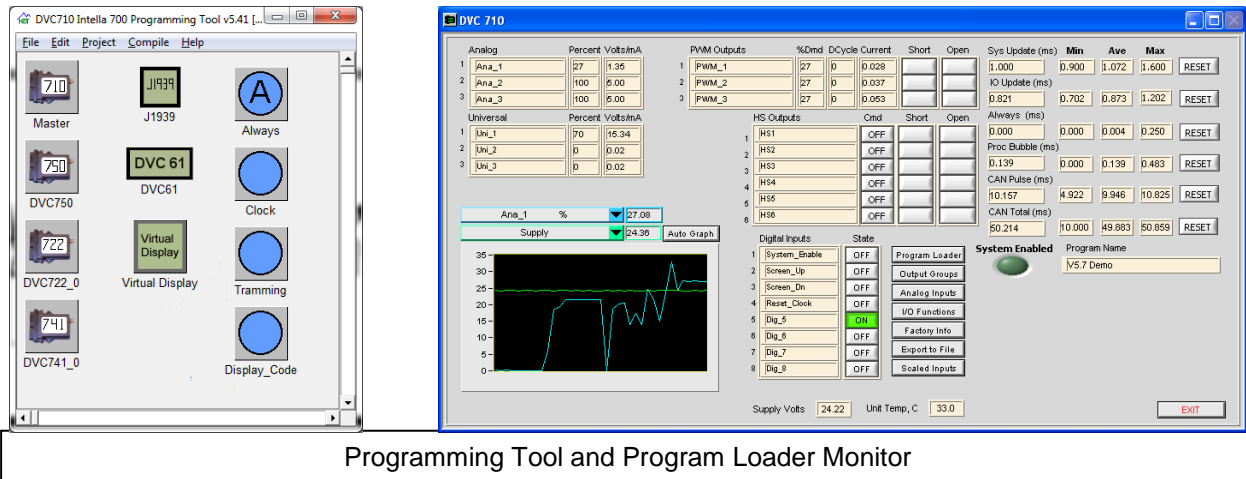 DVC710 Intella 700 Programming Tool v5.41 [...
File Edit Project Compile Help
710
Master
J1939
J1939
A
Always
750
DVC750
DVC 61
DVC61
Clock
722
DVC722_0
Virtual Display
Virtual Display
Tramming
741
DVC741_0
Display_Code
DVC 710
Analog Percent Volts/mA
1 Ana_1 27 1.35
2 Ana_2 100 5.00
3 Ana_3 100 5.00
Universal Percent Volts/mA
1 Uni_1 70 15.34
2 Uni_2 0 0.02
3 Uni_3 0 0.02
PWM Outputs %Dmd DCycle Current Short Open
1 PWM_1 27 0 0.028
2 PWM_2 27 0 0.037
3 PWM_3 27 0 0.053
HS Outputs Cmd Short Open
1 HS1 OFF
2 HS2 OFF
3 HS3 OFF
4 HS4 OFF
5 HS5 OFF
6 HS6 OFF
Sys Update (ms) Min Ave Max
1.000 0.900 1.072 1.600 RESET
IO Update (ms)
0.821 0.702 0.873 1.202 RESET
Always (ms)
0.000 0.000 0.004 0.250 RESET
Proc Bubble (ms)
0.139 0.000 0.139 0.483 RESET
CAN Pulse (ms)
10.157 4.922 9.946 10.825 RESET
CAN Total (ms)
50.214 10.000 49.883 50.859 RESET
Ana_1 % 27.08
Supply 24.36 Auto Graph
35
30
25
20
15
10
5
0
Digital Inputs State
1 System_Enable OFF
2 Screen_Up OFF
3 Screen_Dn OFF
4 Reset_Clock OFF
5 Dig_5 ON
6 Dig_6 OFF
7 Dig_7 OFF
8 Dig_8 OFF
Program Loader
Output Groups
Analog Inputs
I/O Functions
Factory Info
Export to File
Scaled Inputs
System Enabled Program Name
V5.7 Demo
Supply Volts 24.22 Unit Temp, C 33.0
EXIT
Programming Tool and Program Loader Monitor